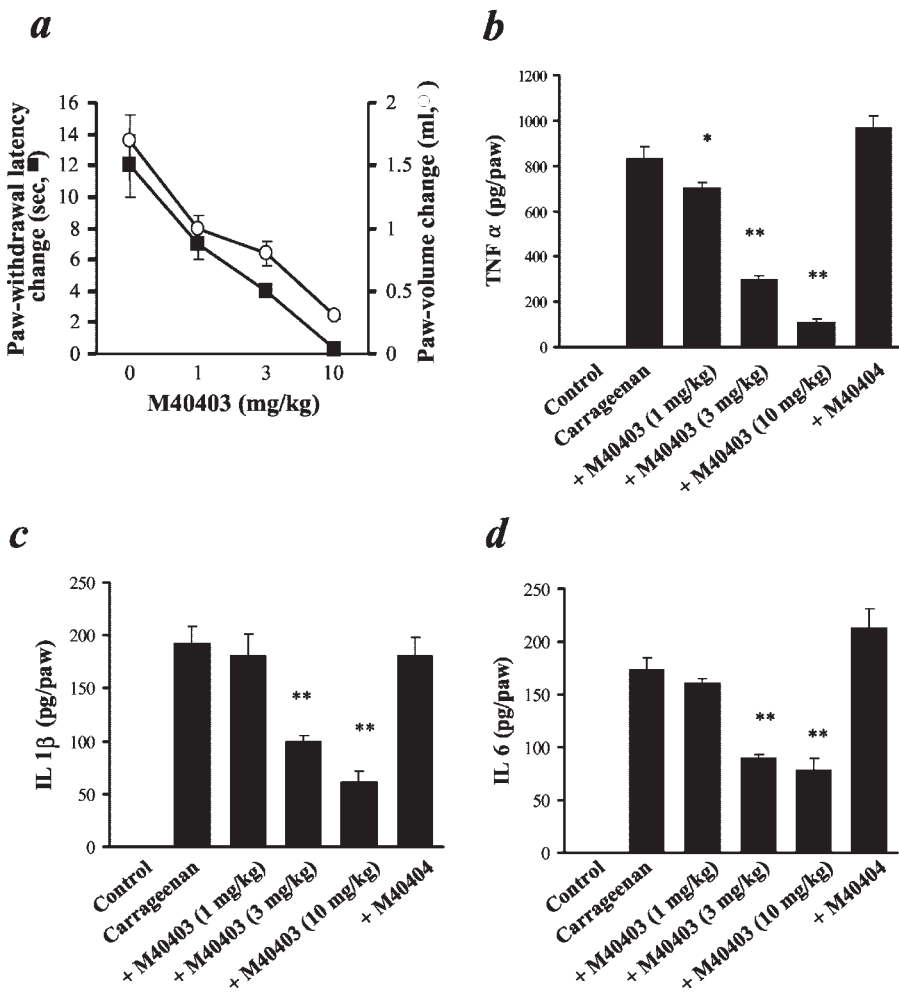 a
Paw-withdrawal latency
change (sec, ■)
16
14
12
10
8
6
4
2
0
2
1.5
1
0.5
0
Paw-volume change (ml, ○)
0 1 3 10
M40403 (mg/kg)
b
TNF α (pg/paw)
1200
1000
800
600
400
200
0
*
**
**
Control
Carrageenan
+ M40403 (1 mg/kg)
+ M40403 (3 mg/kg)
+ M40403 (10 mg/kg)
+ M40404
c
IL 1β (pg/paw)
250
200
150
100
50
0
**
**
Control
Carrageenan
+ M40403 (1 mg/kg)
+ M40403 (3 mg/kg)
+ M40403 (10 mg/kg)
+ M40404
d
IL 6 (pg/paw)
250
200
150
100
50
0
**
**
Control
Carrageenan
+ M40403 (1 mg/kg)
+ M40403 (3 mg/kg)
+ M40403 (10 mg/kg)
+ M40404